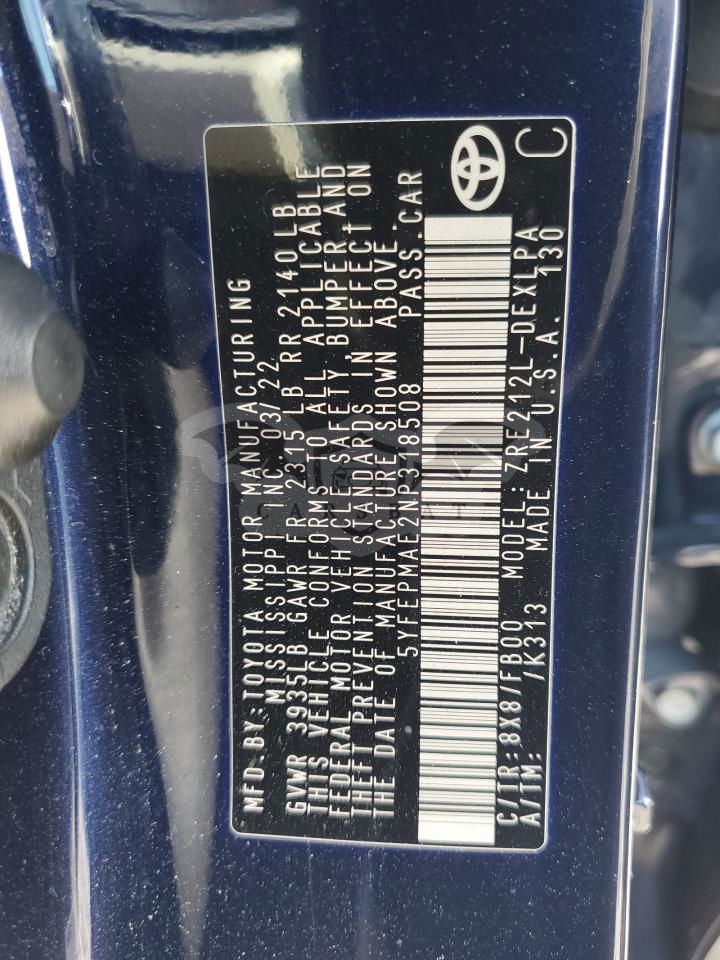 MFD. BY: TOYOTA MOTOR MANUFACTURING
MISSISSIPPI INC. 03/22
GVWR 3935LB GAWR FR 2315LB RR 2140LB
THIS VEHICLE CONFORMS TO ALL APPLICABLE
FEDERAL MOTOR VEHICLE SAFETY, BUMPER, AND
THEFT PREVENTION STANDARDS IN EFFECT ON
THE DATE OF MANUFACTURE SHOWN ABOVE.
5YFEPMAE2NP318508 PASS. CAR
C/TR: 8X8/FB00 MODEL: ZRE212L-DEXLPA
A/TM: /K313 MADE IN U.S.A. 130
C